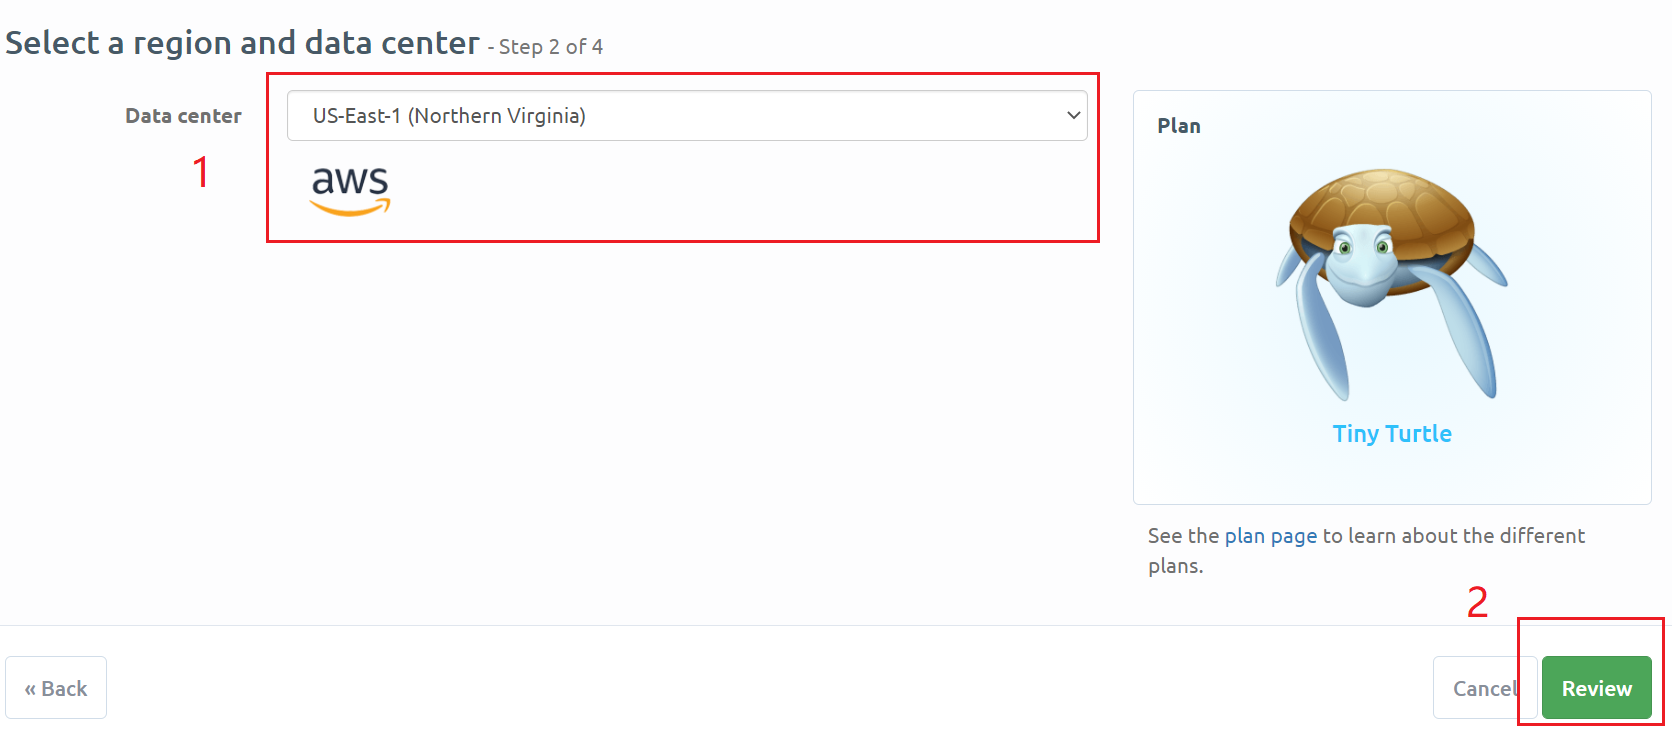 Select a region and data center - Step 2 of 4
Data center
US-East-1 (Northern Virginia)
1
aws
Plan
Tiny Turtle
See the plan page to learn about the different
plans.
2
« Back
Cancel
Review